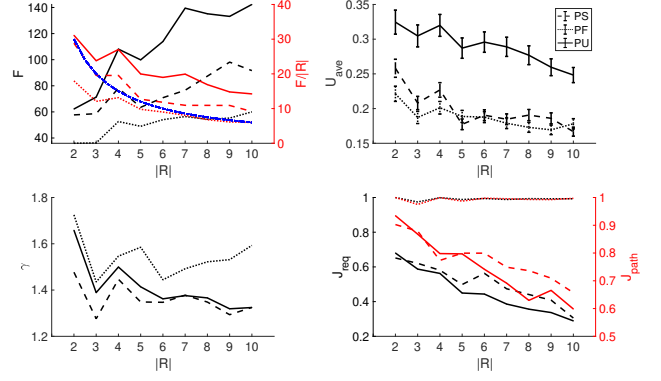 140
120
100
80
60
40
F
40
30
20
10
0
F/|R|
2 3 4 5 6 7 8 9 10
|R|
0.35
0.3
0.25
0.2
0.15
U_ave
PS
PF
PU
2 3 4 5 6 7 8 9 10
|R|
1.8
1.6
1.4
1.2
γ
2 3 4 5 6 7 8 9 10
|R|
1
0.8
0.6
0.4
0.2
J_req
1
0.9
0.8
0.7
0.6
0.5
J_path
2 3 4 5 6 7 8 9 10
|R|